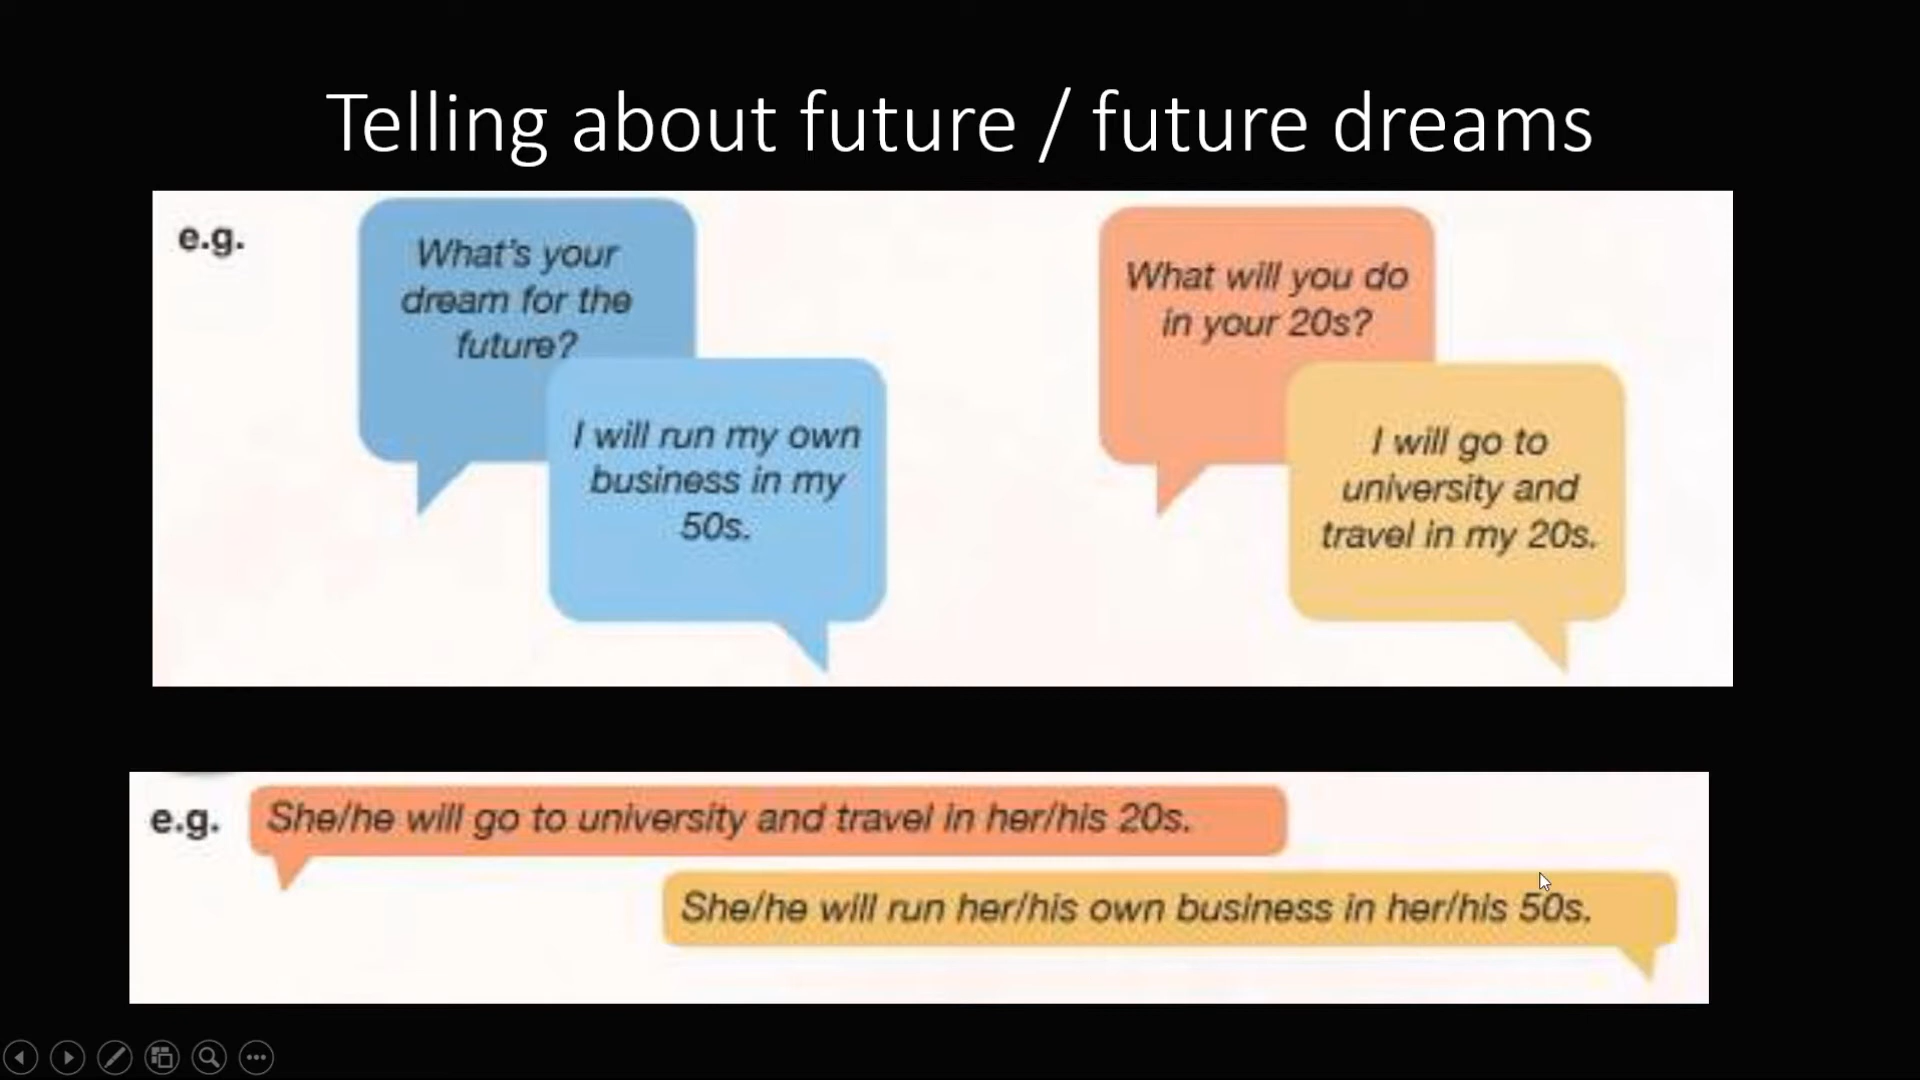 Telling about future / future dreams
e.g.
What's your
dream for the
future?
I will run my own
business in my
50s.
What will you do
in your 20s?
I will go to
university and
travel in my 20s.
e.g.
She/he will go to university and travel in her/his 20s.
She/he will run her/his own business in her/his 50s.